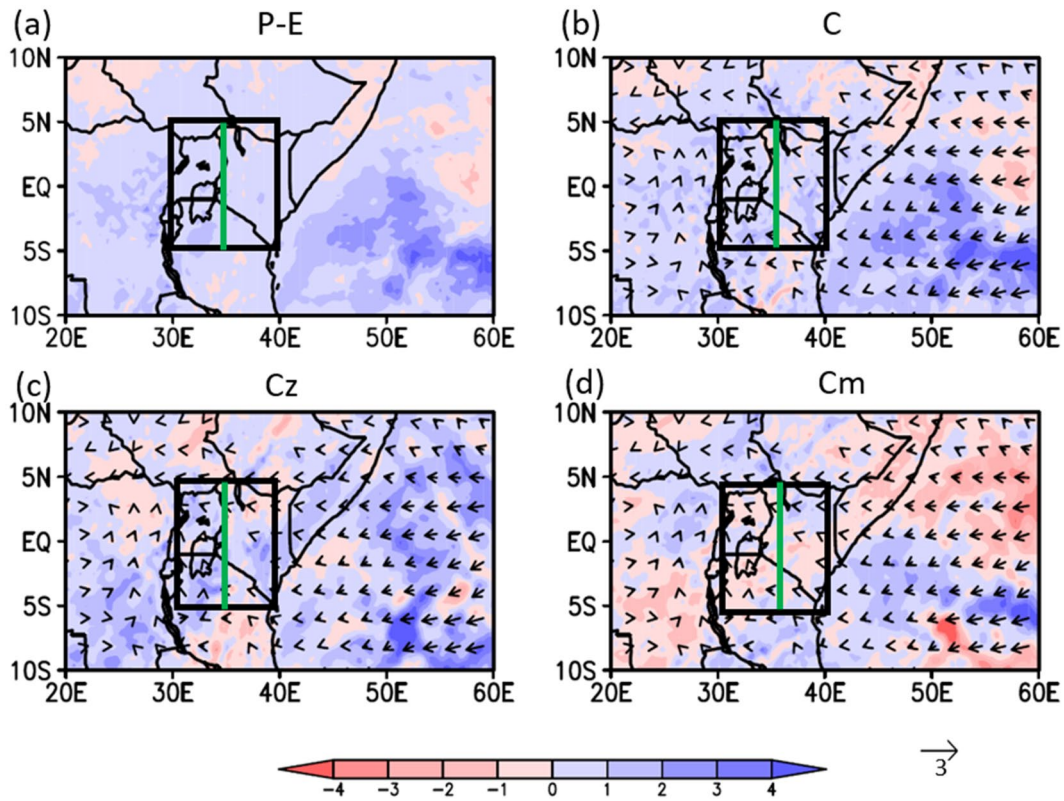 (a) P-E (b) C
10N 10N
5N 5N
EQ EQ
5S 5S
10S 10S
20E 30E 40E 50E 60E 20E 30E 40E 50E 60E
(c) Cz (d) Cm
10N 10N
5N 5N
EQ EQ
5S 5S
10S 10S
20E 30E 40E 50E 60E 20E 30E 40E 50E 60E
3
-4 -3 -2 -1 0 1 2 3 4